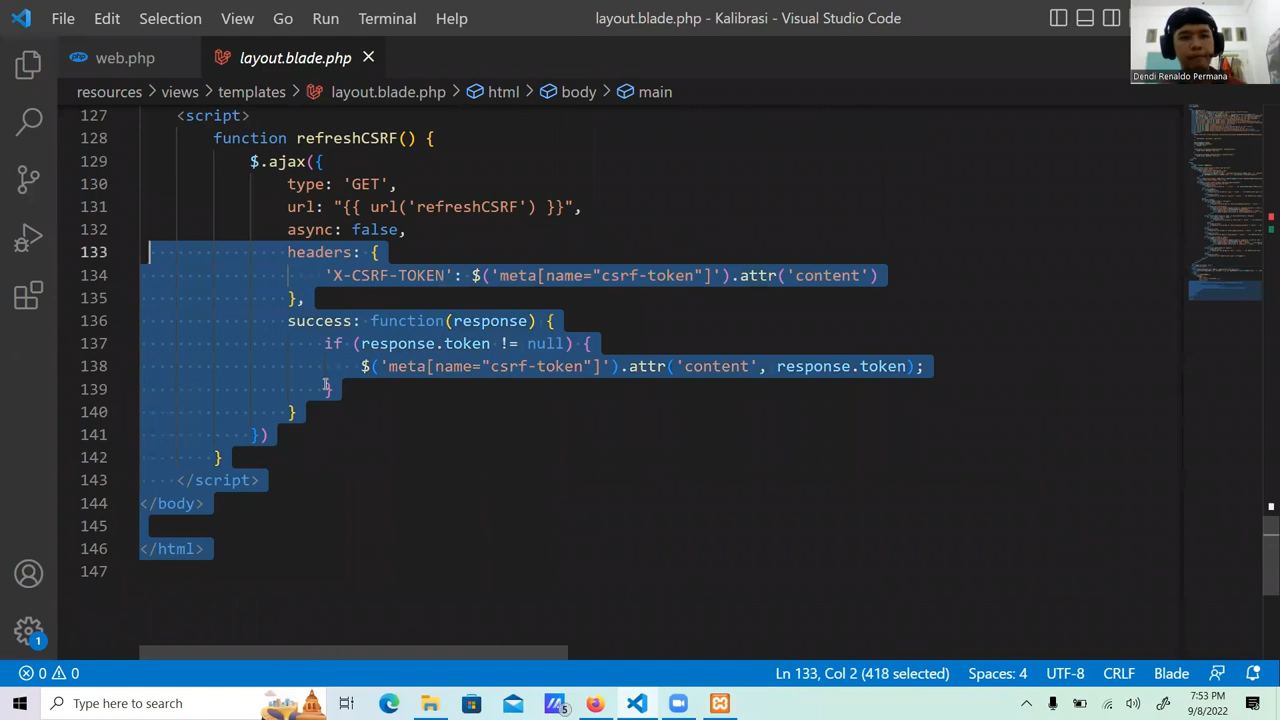 File Edit Selection View Go Run Terminal Help
layout.blade.php - Kalibrasi - Visual Studio Code
Dendi Renaldo Permana
web.php
layout.blade.php
resources > views > templates > layout.blade.php > html > body > main
127 <script>
128 function refreshCSRF() {
129 $.ajax({
130 type: 'GET',
131 url: "{{ url('refreshCSRF') }}",
132 async: false,
133 headers: {
134 'X-CSRF-TOKEN': $('meta[name="csrf-token"]').attr('content')
135 },
136 success: function(response) {
137 if (response.token != null) {
138 $('meta[name="csrf-token"]').attr('content', response.token);
139 }
140 }
141 })
142 }
143 </script>
144 </body>
145
146 </html>
147
1
0 0 Ln 133, Col 2 (418 selected) Spaces: 4 UTF-8 CRLF Blade
Type here to search
5
7:53 PM
9/8/2022